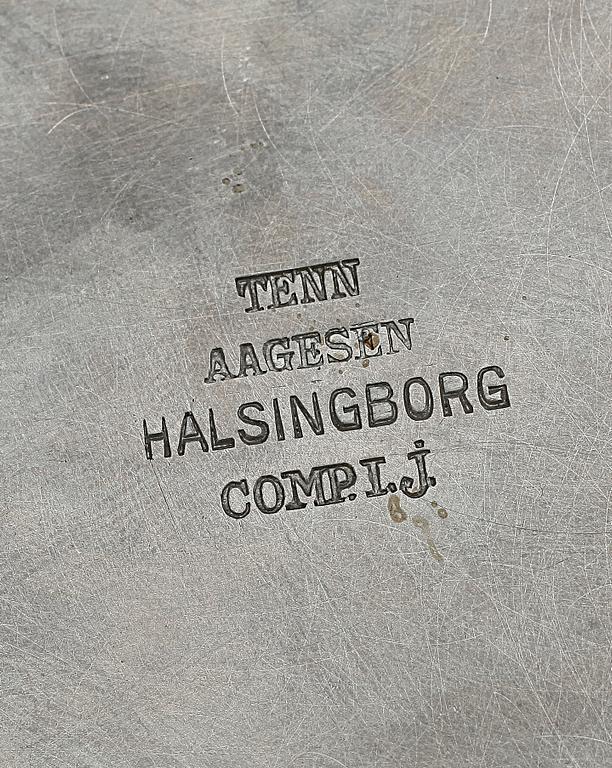 TENN
AAGESEN
HALSINGBORG
COMP. I. J.